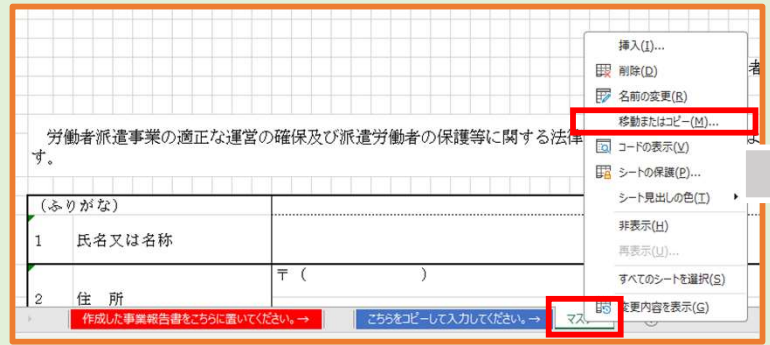 挿入(I)...
者
削除(D)
名前の変更(R)
移動またはコピー(M)...
労働者派遣事業の適正な運営の確保及び派遣労働者の保護等に関する法律
コードの表示(V)
す。
シートの保護(P)...
シート見出しの色(T)
(ふりがな)
非表示(H)
1 氏名又は名称
再表示(U)...
〒 ( )
すべてのシートを選択(S)
2 住 所
変更内容を表示(G)
作成した事業報告書をこちらに置いてください。→
こちらをコピーして入力してください。→